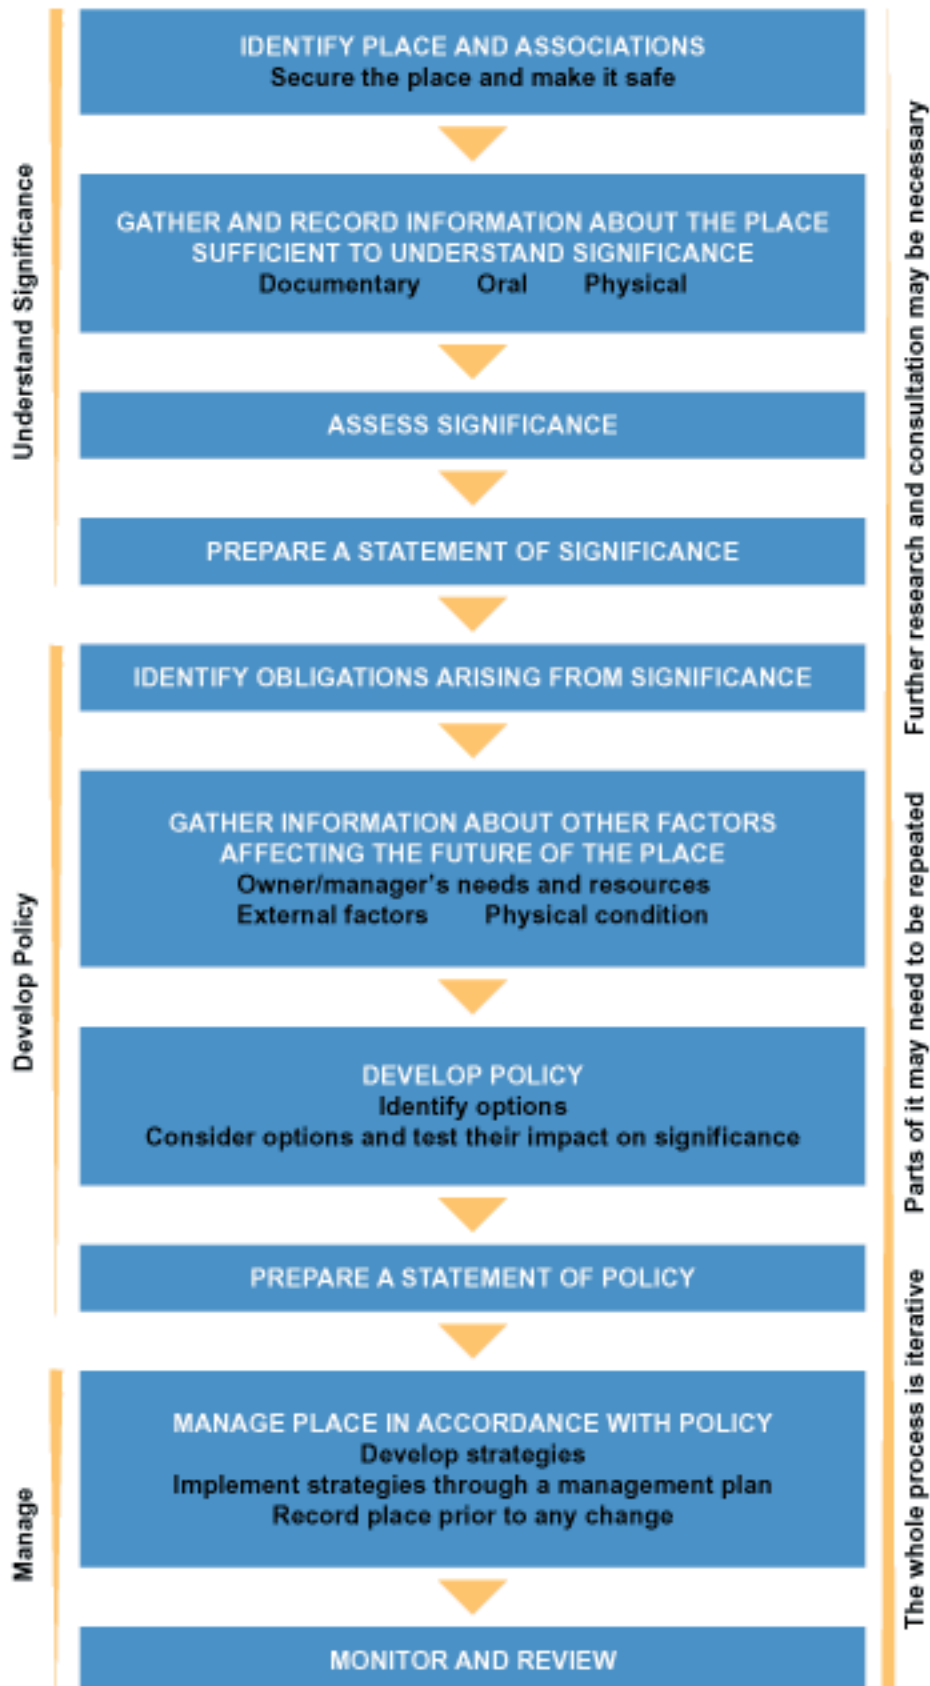 IDENTIFY PLACE AND ASSOCIATIONS
Secure the place and make it safe
GATHER AND RECORD INFORMATION ABOUT THE PLACE
SUFFICIENT TO UNDERSTAND SIGNIFICANCE
Documentary Oral Physical
ASSESS SIGNIFICANCE
PREPARE A STATEMENT OF SIGNIFICANCE
Understand Significance
IDENTIFY OBLIGATIONS ARISING FROM SIGNIFICANCE
GATHER INFORMATION ABOUT OTHER FACTORS
AFFECTING THE FUTURE OF THE PLACE
Owner/manager's needs and resources
External factors Physical condition
DEVELOP POLICY
Identify options
Consider options and test their impact on significance
PREPARE A STATEMENT OF POLICY
Develop Policy
MANAGE PLACE IN ACCORDANCE WITH POLICY
Develop strategies
Implement strategies through a management plan
Record place prior to any change
MONITOR AND REVIEW
Manage
The whole process is iterative
Parts of it may need to be repeated
Further research and consultation may be necessary